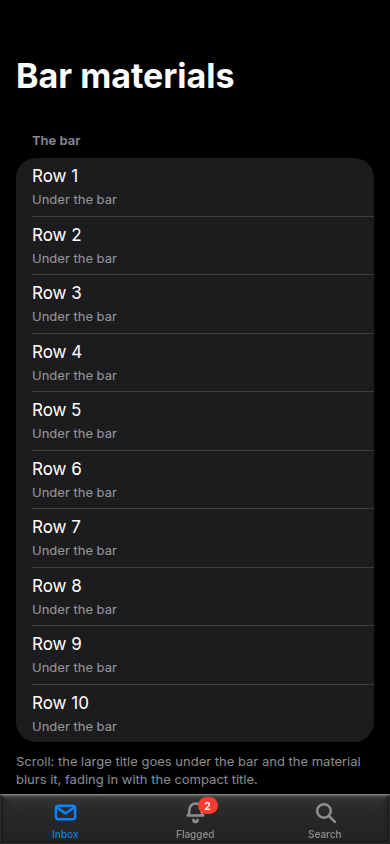 Bar materials
The bar
Row 1
Under the bar
Row 2
Under the bar
Row 3
Under the bar
Row 4
Under the bar
Row 5
Under the bar
Row 6
Under the bar
Row 7
Under the bar
Row 8
Under the bar
Row 9
Under the bar
Row 10
Under the bar
Scroll: the large title goes under the bar and the material
blurs it, fading in with the compact title.
2
Inbox Flagged Search